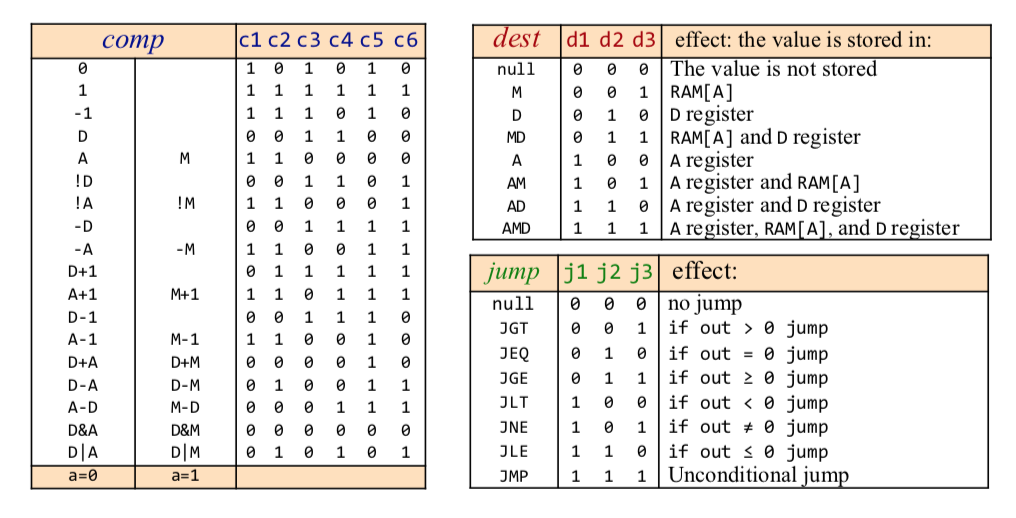 comp c1 c2 c3 c4 c5 c6
0 1 0 1 0 1 0
1 1 1 1 1 1 1
-1 1 1 1 0 1 0
D 0 0 1 1 0 0
A M 1 1 0 0 0 0
!D 0 0 1 1 0 1
!A !M 1 1 0 0 0 1
-D 0 0 1 1 1 1
-A -M 1 1 0 0 1 1
D+1 0 1 1 1 1 1
A+1 M+1 1 1 0 1 1 1
D-1 0 0 1 1 1 0
A-1 M-1 1 1 0 0 1 0
D+A D+M 0 0 0 0 1 0
D-A D-M 0 1 0 0 1 1
A-D M-D 0 0 0 1 1 1
D&A D&M 0 0 0 0 0 0
D|A D|M 0 1 0 1 0 1
a=0 a=1
dest d1 d2 d3 effect: the value is stored in:
null 0 0 0 The value is not stored
M 0 0 1 RAM[A]
D 0 1 0 D register
MD 0 1 1 RAM[A] and D register
A 1 0 0 A register
AM 1 0 1 A register and RAM[A]
AD 1 1 0 A register and D register
AMD 1 1 1 A register, RAM[A], and D register
jump j1 j2 j3 effect:
null 0 0 0 no jump
JGT 0 0 1 if out > 0 jump
JEQ 0 1 0 if out = 0 jump
JGE 0 1 1 if out ≥ 0 jump
JLT 1 0 0 if out < 0 jump
JNE 1 0 1 if out ≠ 0 jump
JLE 1 1 0 if out ≤ 0 jump
JMP 1 1 1 Unconditional jump